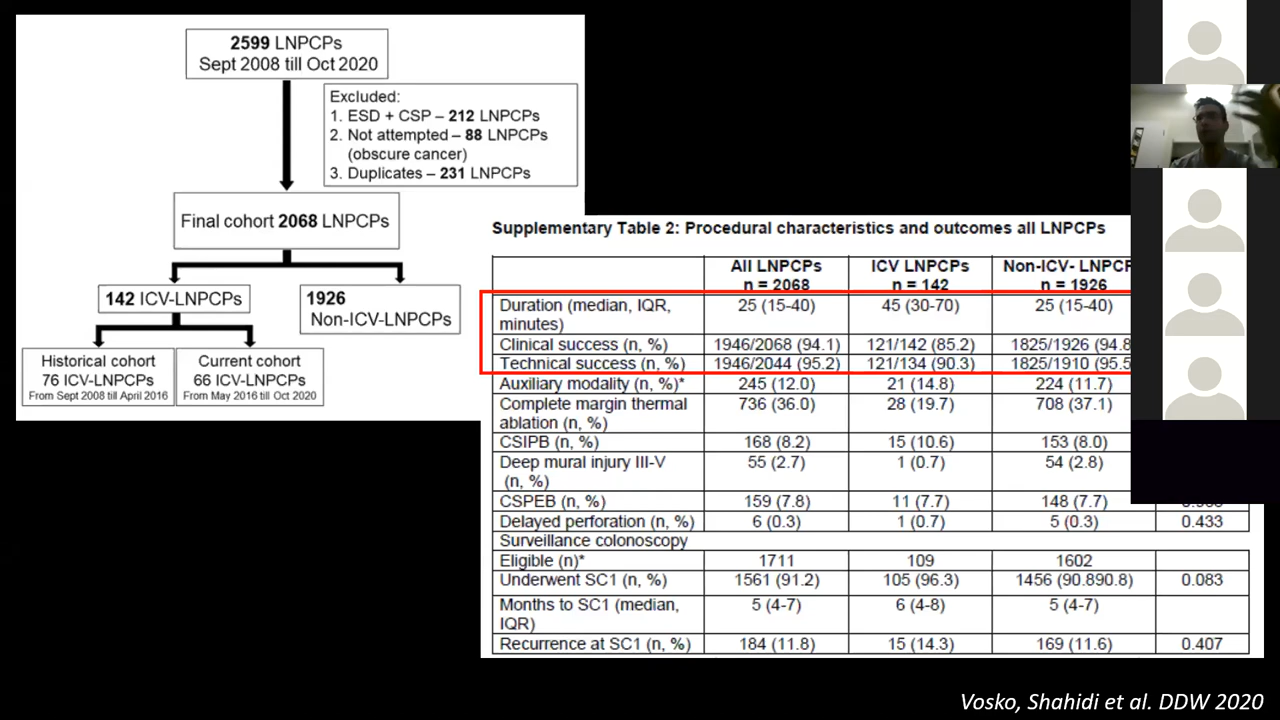 2599 LNPCPs
Sept 2008 till Oct 2020
Excluded:
1. ESD + CSP – 212 LNPCPs
2. Not attempted – 88 LNPCPs
(obscure cancer)
3. Duplicates – 231 LNPCPs
Final cohort 2068 LNPCPs
142 ICV-LNPCPs
1926
Non-ICV-LNPCPs
Historical cohort
76 ICV-LNPCPs
From Sept 2008 till April 2016
Current cohort
66 ICV-LNPCPs
From May 2016 till Oct 2020
Supplementary Table 2: Procedural characteristics and outcomes all LNPCPs
All LNPCPs ICV LNPCPs Non-ICV- LNPCP
n = 2068 n = 142 n = 1926
Duration (median, IQR, 25 (15-40) 45 (30-70) 25 (15-40)
minutes)
Clinical success (n, %) 1946/2068 (94.1) 121/142 (85.2) 1825/1926 (94.8
Technical success (n, %) 1946/2044 (95.2) 121/134 (90.3) 1825/1910 (95.5
Auxiliary modality (n, %)* 245 (12.0) 21 (14.8) 224 (11.7)
Complete margin thermal 736 (36.0) 28 (19.7) 708 (37.1)
ablation (n, %)
CSIPB (n, %) 168 (8.2) 15 (10.6) 153 (8.0)
Deep mural injury III-V 55 (2.7) 1 (0.7) 54 (2.8)
(n, %)
CSPEB (n, %) 159 (7.8) 11 (7.7) 148 (7.7)
Delayed perforation (n, %) 6 (0.3) 1 (0.7) 5 (0.3) 0.433
Surveillance colonoscopy
Eligible (n)* 1711 109 1602
Underwent SC1 (n, %) 1561 (91.2) 105 (96.3) 1456 (90.890.8) 0.083
Months to SC1 (median, 5 (4-7) 6 (4-8) 5 (4-7)
IQR)
Recurrence at SC1 (n, %) 184 (11.8) 15 (14.3) 169 (11.6) 0.407
Vosko, Shahidi et al. DDW 2020